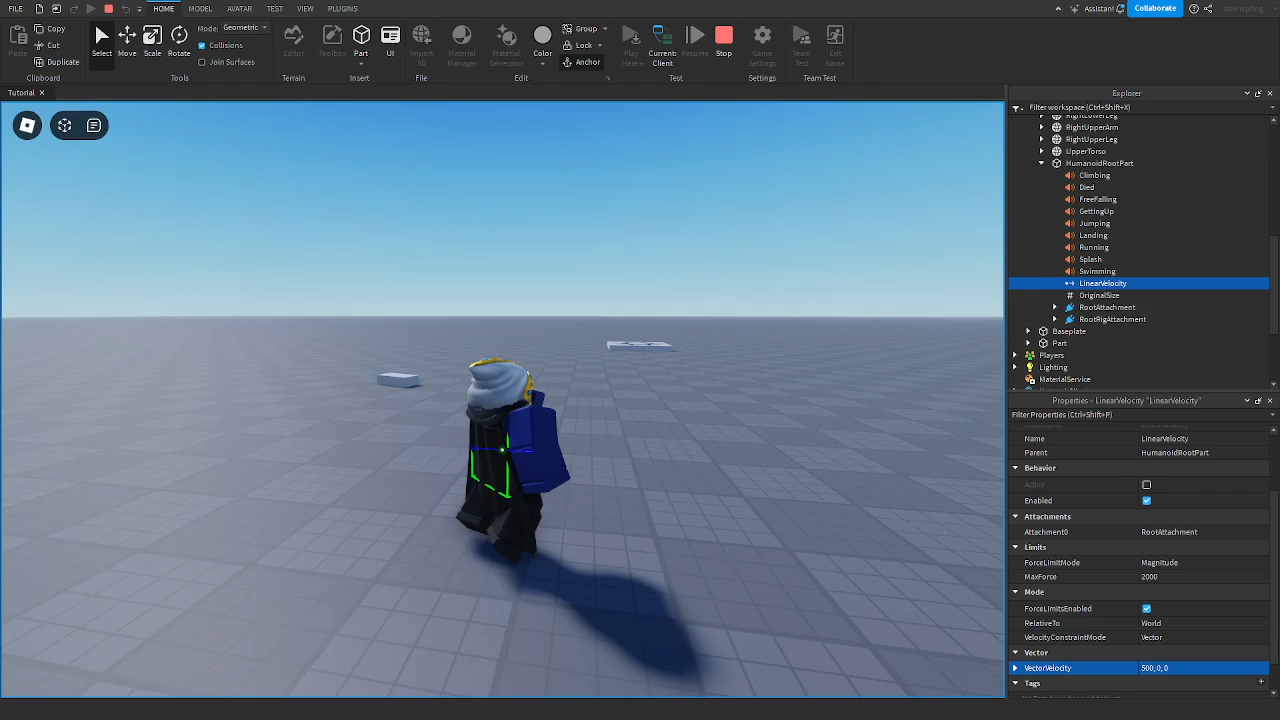 FILE HOME MODEL AVATAR TEST VIEW PLUGINS Assistant Collaborate stewiepfing
Copy
Cut
Duplicate
Paste
Clipboard
Select Move Scale Rotate
Mode: Geometric
Collisions
Join Surfaces
Tools
Editor
Terrain
Toolbox Part UI
Insert
Import
3D
File
Material
Manager
Material
Generator
Color
Group
Lock
Anchor
Edit
Play
Here
Current
Client
Resume Stop
Test
Game
Settings
Settings
Team
Test
Exit
Game
Team Test
Tutorial
Explorer
Filter workspace (Ctrl+Shift+X)
RightLowerLeg
RightUpperArm
RightUpperLeg
UpperTorso
HumanoidRootPart
Climbing
Died
FreeFalling
GettingUp
Jumping
Landing
Running
Splash
Swimming
LinearVelocity
OriginalSize
RootAttachment
RootRigAttachment
Baseplate
Part
Players
Lighting
MaterialService
Properties - LinearVelocity "LinearVelocity"
Filter Properties (Ctrl+Shift+P)
Name LinearVelocity
Parent HumanoidRootPart
Behavior
Active
Enabled
Attachments
Attachment0 RootAttachment
Limits
ForceLimitMode Magnitude
MaxForce 2000
Mode
ForceLimitsEnabled
RelativeTo World
VelocityConstraintMode Vector
Vector
VectorVelocity 500,0,0
Tags